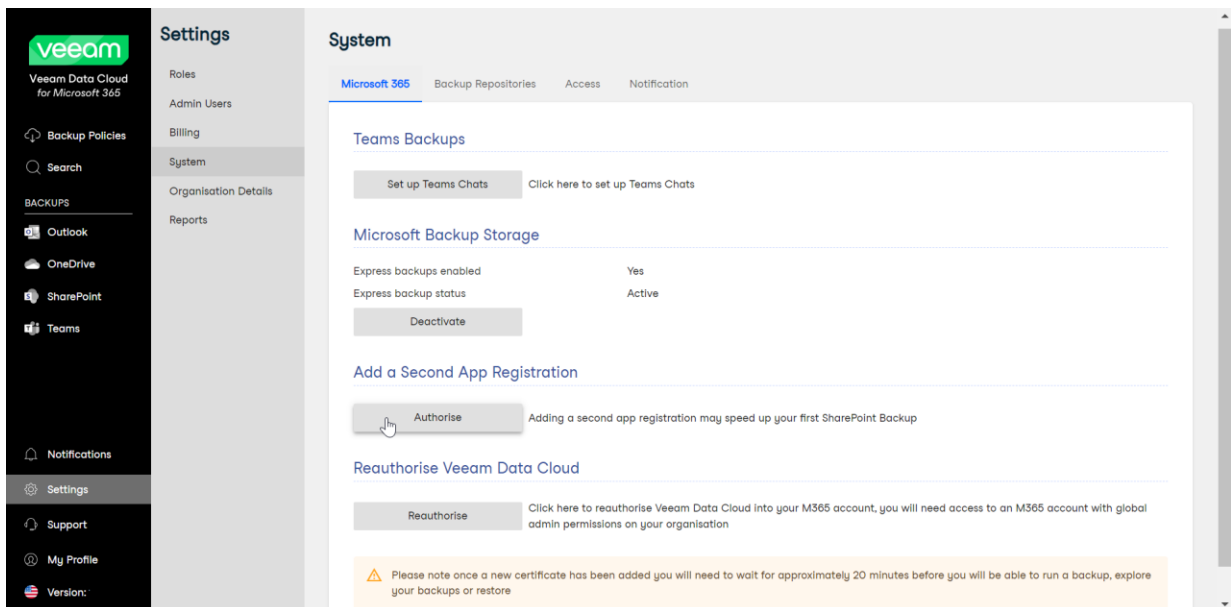 veeam
Veeam Data Cloud
for Microsoft 365
Backup Policies
Search
BACKUPS
Outlook
OneDrive
SharePoint
Teams
Notifications
Settings
Support
My Profile
Version:
Settings
Roles
Admin Users
Billing
System
Organisation Details
Reports
System
Microsoft 365 Backup Repositories Access Notification
Teams Backups
Set up Teams Chats Click here to set up Teams Chats
Microsoft Backup Storage
Express backups enabled Yes
Express backup status Active
Deactivate
Add a Second App Registration
Authorise Adding a second app registration may speed up your first SharePoint Backup
Reauthorise Veeam Data Cloud
Reauthorise Click here to reauthorise Veeam Data Cloud into your M365 account, you will need access to an M365 account with global
admin permissions on your organisation
Please note once a new certificate has been added you will need to wait for approximately 20 minutes before you will be able to run a backup, explore
your backups or restore